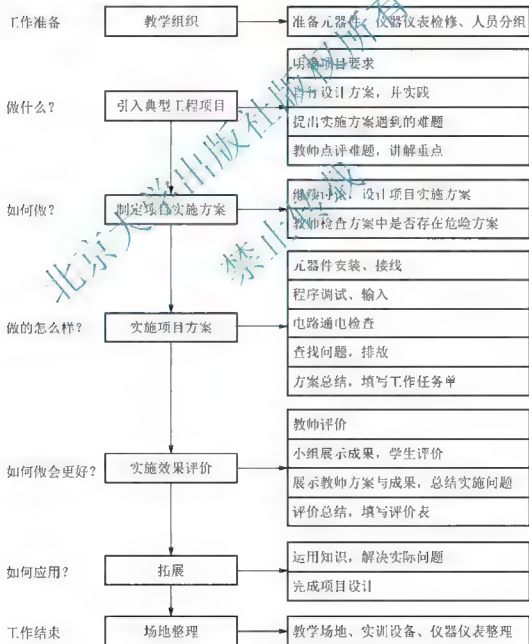 工作准备
教学组织
准备元器件、仪器仪表检修、人员分组
做什么?
引入典型工程项目
明确项目要求
设计方案,并实践
提出实施方案遇到的难题
教师点评难题,讲解重点
如何做?
制定项目实施方案
设计项目实施方案
教师检查方案中是否存在危险方案
做的怎么样?
实施项目方案
元器件安装、接线
程序调试、输入
电路通电检查
查找问题,排故
方案总结,填写工作任务单
如何做会更好?
实施效果评价
教师评价
小组展示成果,学生评价
展示教师方案与成果,总结实施问题
评价总结,填写评价表
如何应用?
拓展
运用知识,解决实际问题
完成项目设计
工作结束
场地整理
教学场地、实训设备、仪器仪表整理
北京大学出版社版权所有
禁止